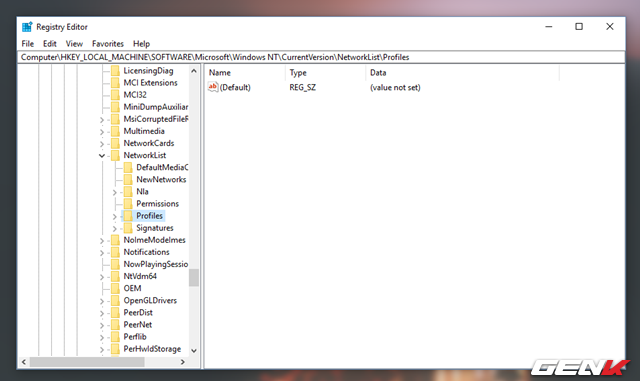 Registry Editor
File Edit View Favorites Help
Computer\HKEY_LOCAL_MACHINE\SOFTWARE\Microsoft\Windows NT\CurrentVersion\NetworkList\Profiles
LicensingDiag
MCI Extensions
MCI32
MiniDumpAuxiliar
MsiCorruptedFileR
Multimedia
NetworkCards
NetworkList
DefaultMediaC
NewNetworks
Nla
Permissions
Profiles
Signatures
NoImeModeImes
Notifications
NowPlayingSessio
NtVdm64
OEM
OpenGLDrivers
PeerDist
PeerNet
Perflib
PerHwIdStorage
Name Type Data
ab (Default) REG_SZ (value not set)
GENK